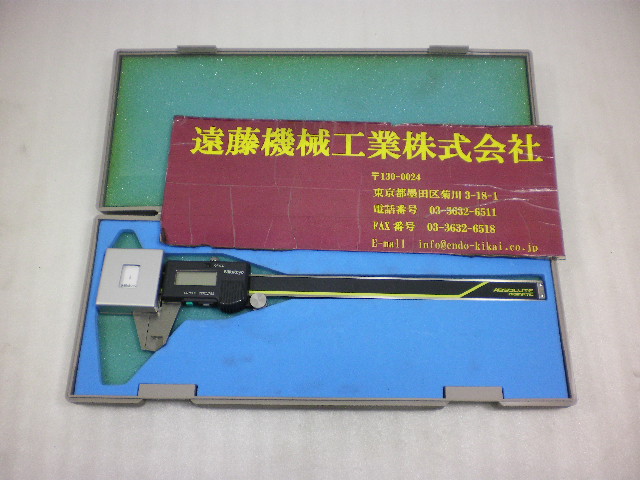 遠藤機械工業株式会社
〒130-0024
東京都墨田区菊川3-18-1
電話番号 03-3632-6511
FAX番号 03-3632-6518
E-mail info@endo-kikai.co.jp
Mitutoyo
ABSOLUTE
DIGIMATIC